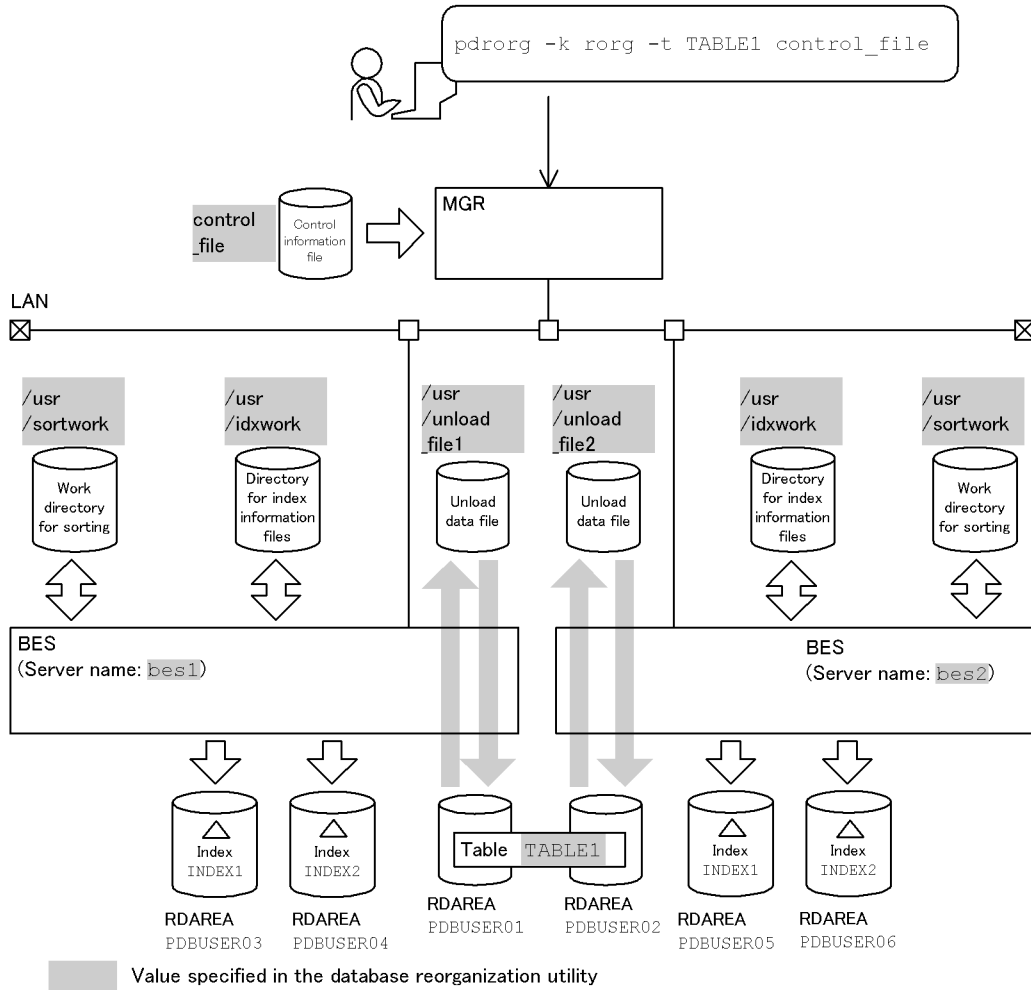 pdrorg -k rorg -t TABLE1 control_file
MGR
control
_file
Control
information
file
LAN
/usr
/sortwork
/usr
/idxwork
/usr
/unload
_file1
/usr
/unload
_file2
/usr
/idxwork
/usr
/sortwork
Work
directory
for sorting
Directory
for index
information
files
Unload
data file
Unload
data file
Directory
for index
information
files
Work
directory
for sorting
BES
(Server name: bes1)
BES
(Server name: bes2)
Index
INDEX1
Index
INDEX2
Table TABLE1
Index
INDEX1
Index
INDEX2
RDAREA
PDBUSER03
RDAREA
PDBUSER04
RDAREA
PDBUSER01
RDAREA
PDBUSER02
RDAREA
PDBUSER05
RDAREA
PDBUSER06
Value specified in the database reorganization utility